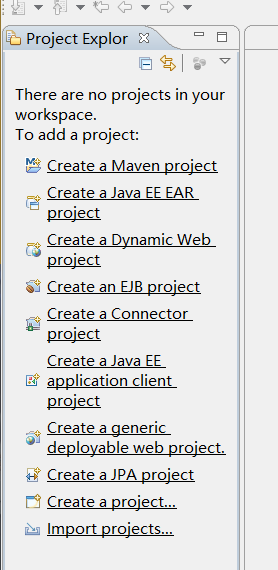 Project Explor
There are no projects in your
workspace.
To add a project:
Create a Maven project
Create a Java EE EAR
project
Create a Dynamic Web
project
Create an EJB project
Create a Connector
project
Create a Java EE
application client
project
Create a generic
deployable web project.
Create a JPA project
Create a project...
Import projects...